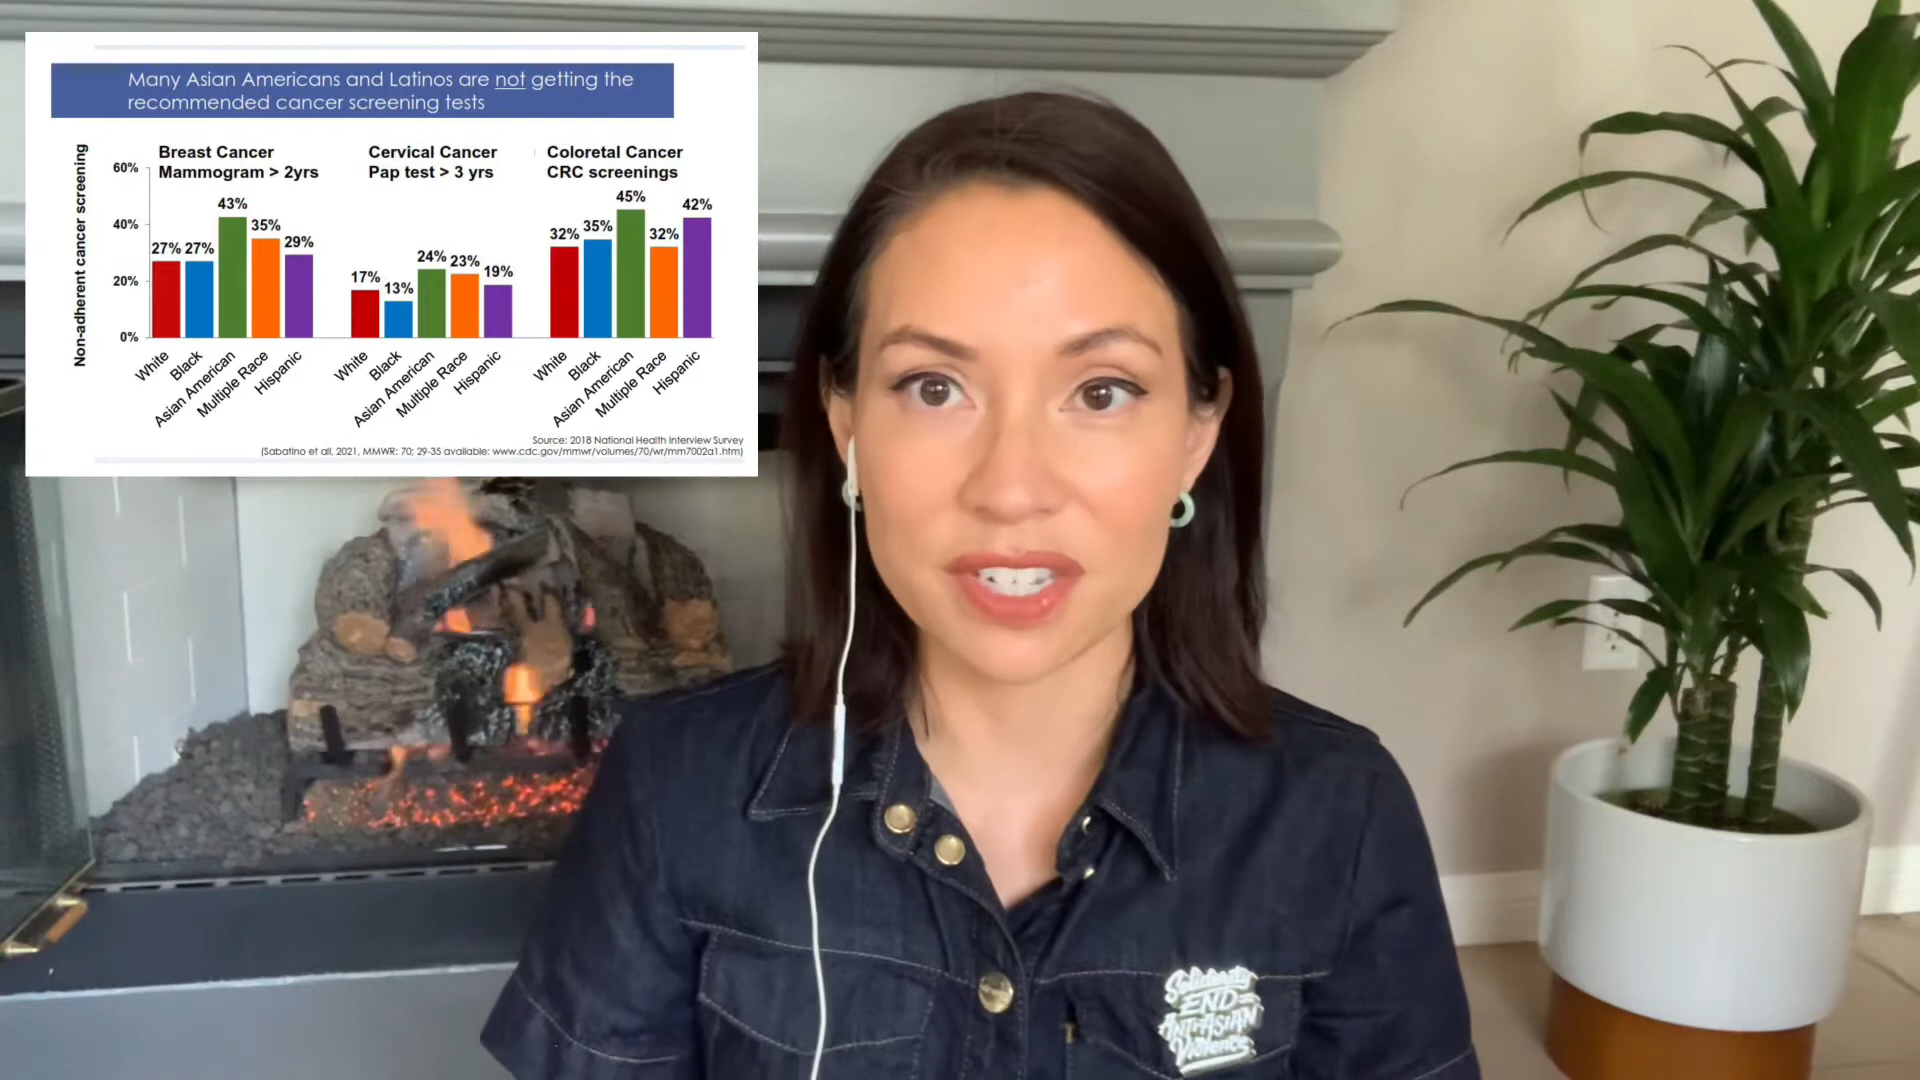 Many Asian Americans and Latinos are not getting the
recommended cancer screening tests
Non-adherent cancer screening
60%
40%
20%
0%
Breast Cancer
Mammogram > 2yrs
27%
27%
43%
35%
29%
White
Black
Asian American
Multiple Race
Hispanic
Cervical Cancer
Pap test > 3 yrs
17%
13%
24%
23%
19%
White
Black
Asian American
Multiple Race
Hispanic
Coloretal Cancer
CRC screenings
32%
35%
45%
32%
42%
White
Black
Asian American
Multiple Race
Hispanic
Source: 2018 National Health Interview Survey
(Sabatino et all, 2021, MMWR: 70; 29-35 available: www.cdc.gov/mmwr/volumes/70/wr/mm7002a1.htm)
Solidarity
END
ANTI-ASIAN
Violence